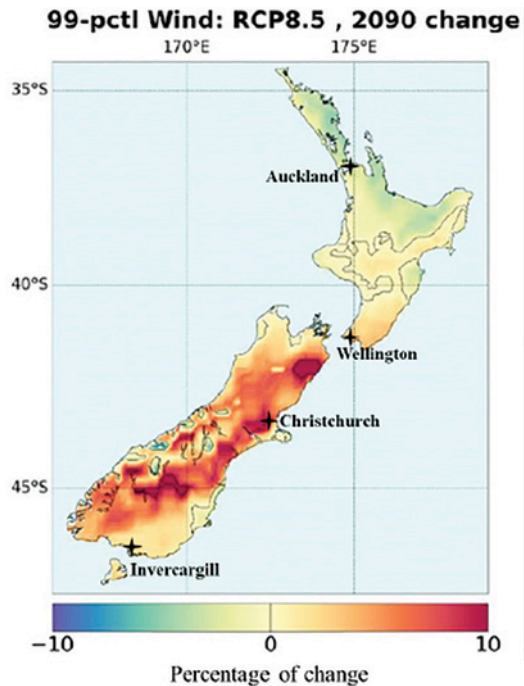 99-pctl Wind: RCP8.5 , 2090 change
170°E 175°E
35°S
Auckland
40°S
Wellington
Christchurch
45°S
Invercargill
−10 0 10
Percentage of change